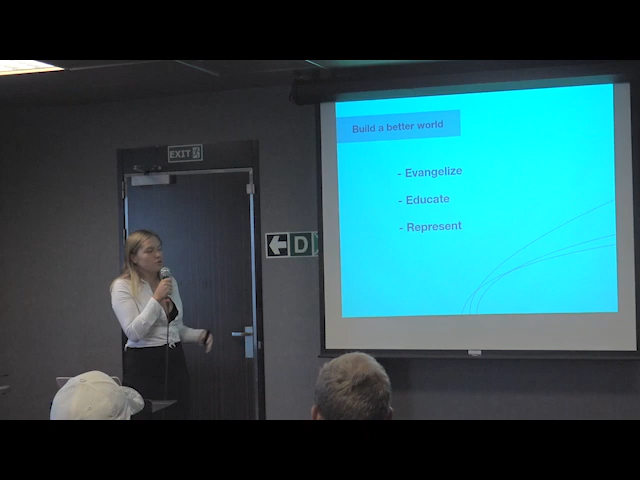 EXIT
D
Build a better world
- Evangelize
- Educate
- Represent